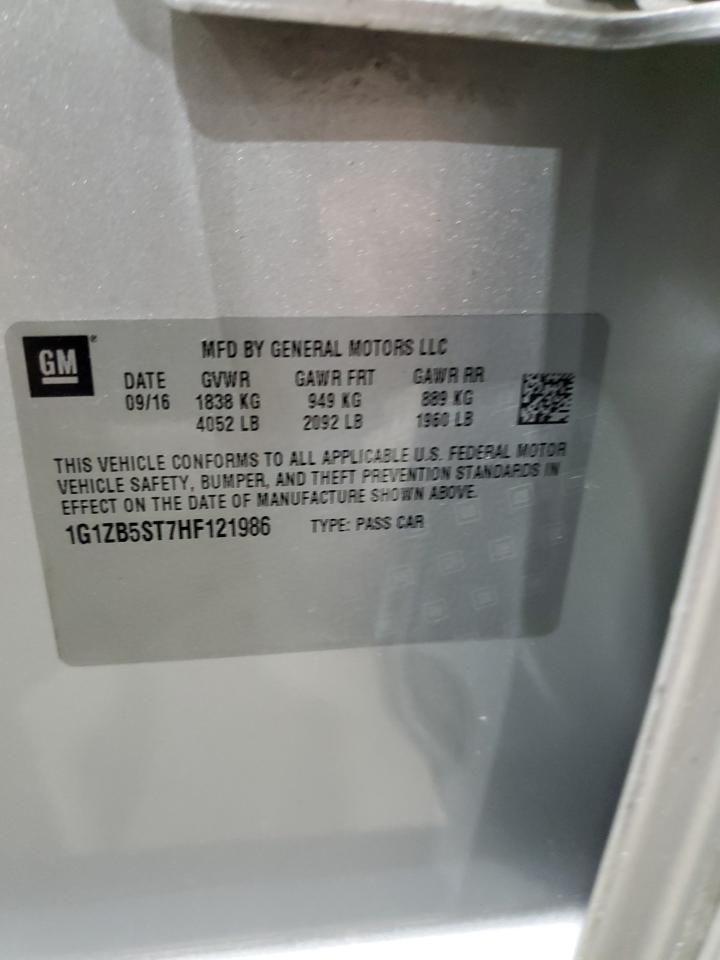 GM
MFD BY GENERAL MOTORS LLC
DATE GVWR GAWR FRT GAWR RR
09/16 1838 KG 949 KG 889 KG
4052 LB 2092 LB 1960 LB
THIS VEHICLE CONFORMS TO ALL APPLICABLE U.S. FEDERAL MOTOR
VEHICLE SAFETY, BUMPER, AND THEFT PREVENTION STANDARDS IN
EFFECT ON THE DATE OF MANUFACTURE SHOWN ABOVE.
1G1ZB5ST7HF121986 TYPE: PASS CAR